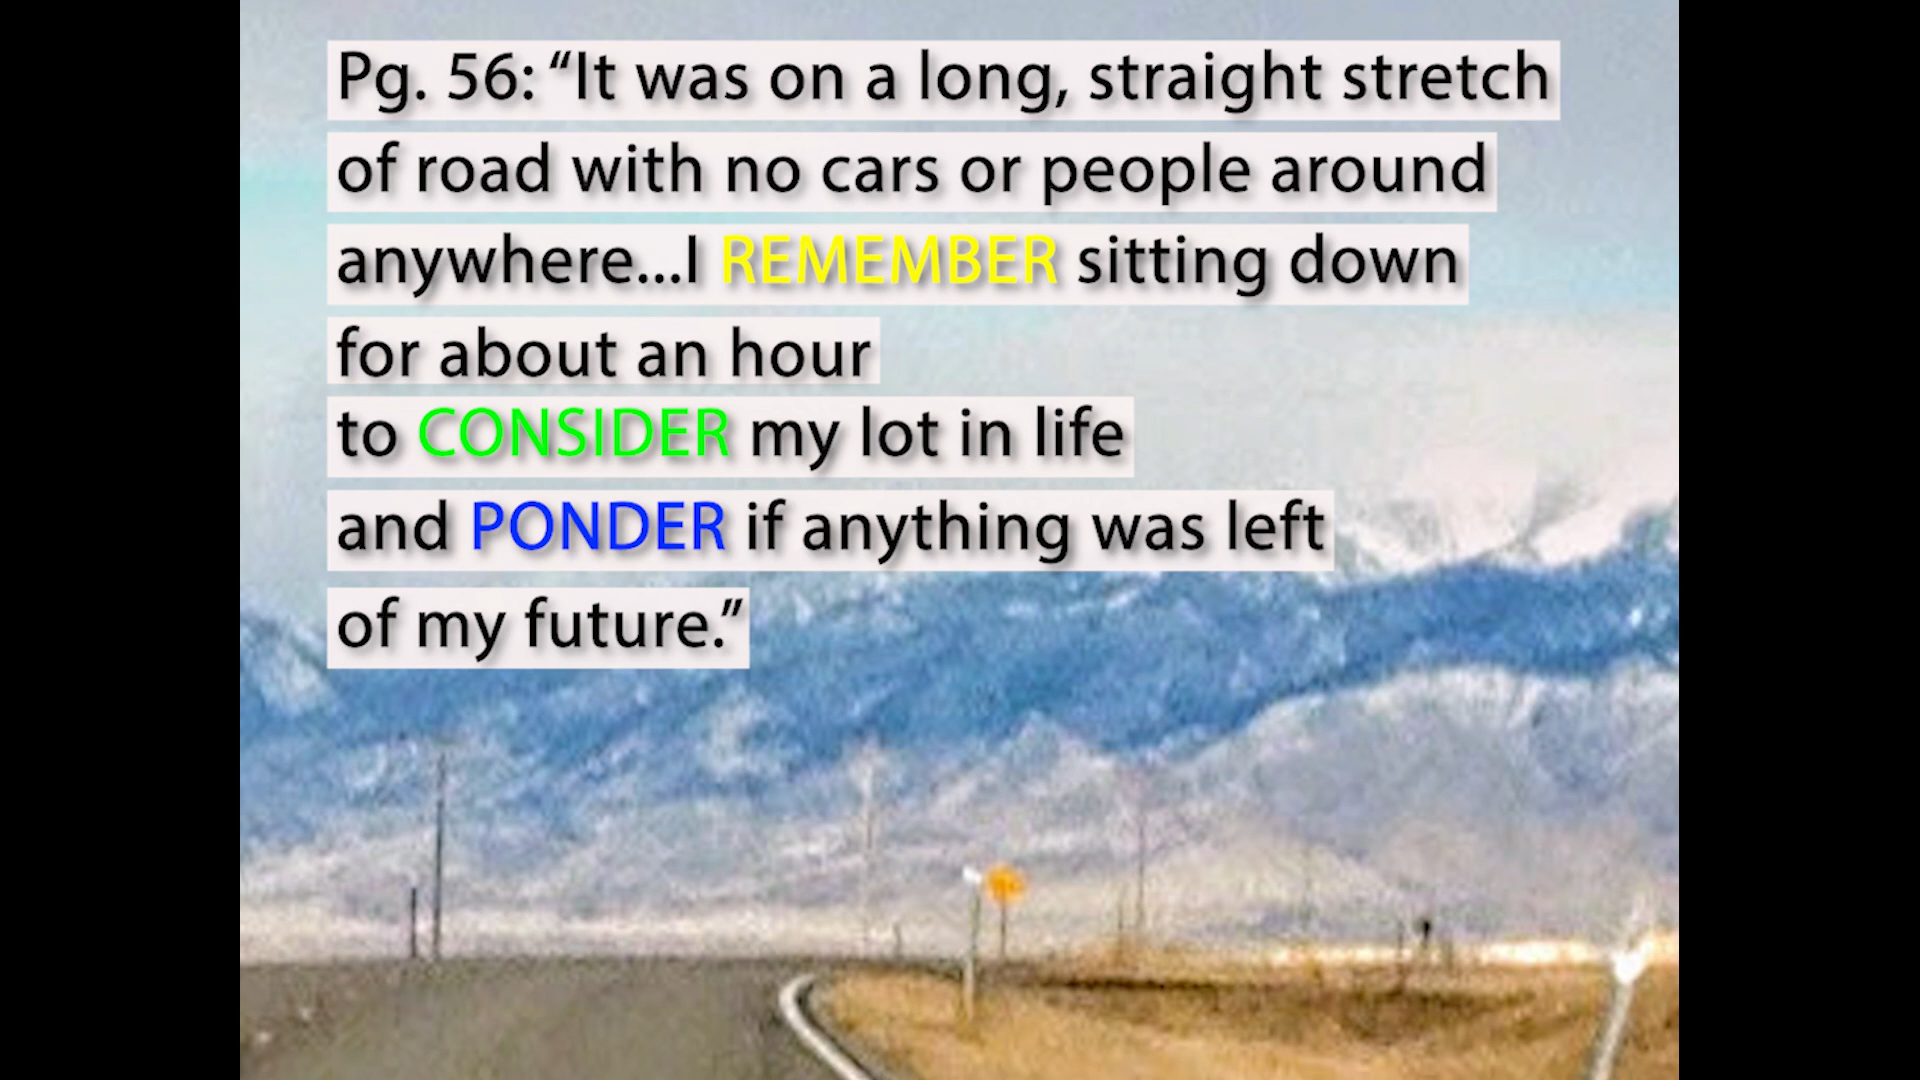 Pg. 56: “It was on a long, straight stretch
of road with no cars or people around
anywhere...I REMEMBER sitting down
for about an hour
to CONSIDER my lot in life
and PONDER if anything was left
of my future.”